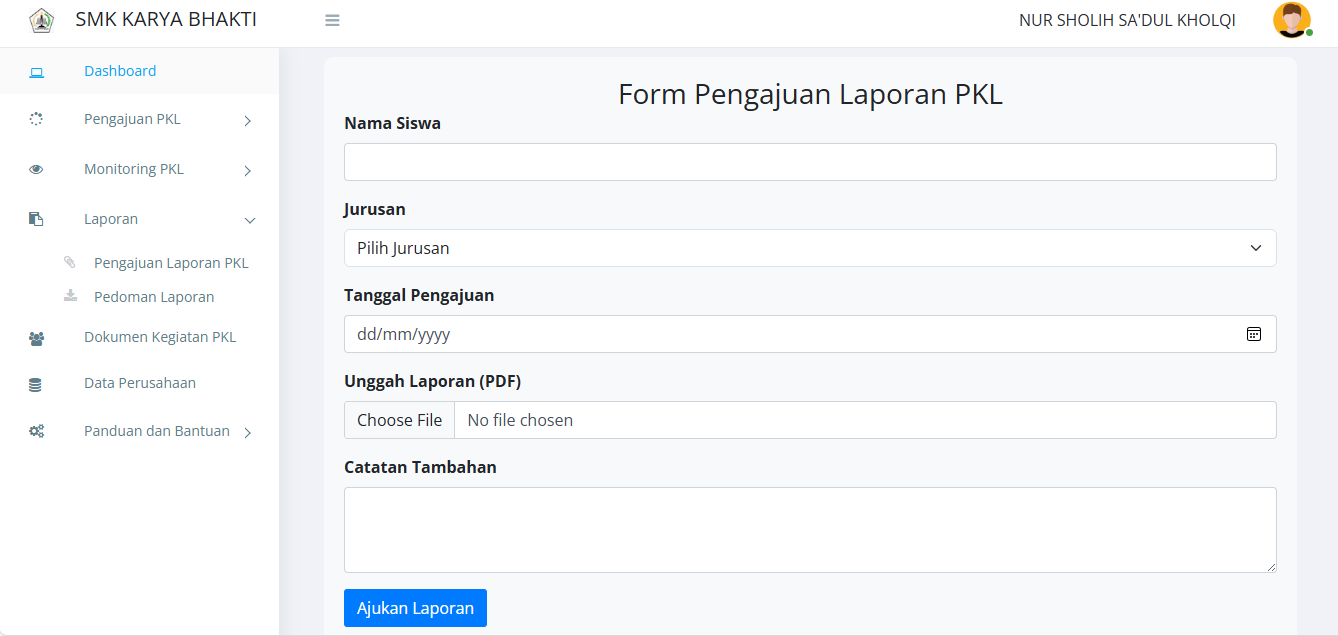 SMK KARYA BHAKTI
NUR SHOLIH SA'DUL KHOLQI
Dashboard
Pengajuan PKL
Monitoring PKL
Laporan
Pengajuan Laporan PKL
Pedoman Laporan
Dokumen Kegiatan PKL
Data Perusahaan
Panduan dan Bantuan
Form Pengajuan Laporan PKL
Nama Siswa
Jurusan
Pilih Jurusan
Tanggal Pengajuan
dd/mm/yyyy
Unggah Laporan (PDF)
Choose File No file chosen
Catatan Tambahan
Ajukan Laporan